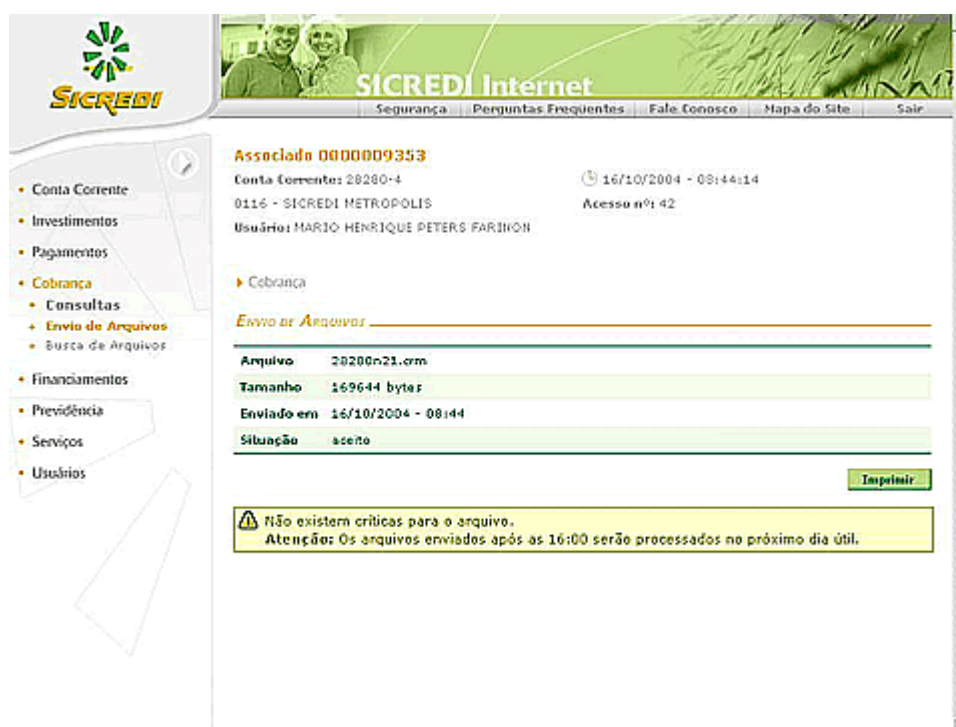 SICREDI
SICREDI Internet
Segurança Perguntas Freqüentes Fale Conosco Mapa do Site Sair
Associado 0000009353
Conta Corrente: 28280-4
16/10/2004 - 08:44:14
0116 - SICREDI METROPOLIS
Acesso nº: 42
Usuário: MARIO HENRIQUE PETERS FARINON
Conta Corrente
Investimentos
Pagamentos
Cobrança
Consultas
Envio de Arquivos
Busca de Arquivos
Financiamentos
Previdência
Serviços
Usuários
Cobrança
ENVIO DE ARQUIVOS
Arquivo 28280n21.crm
Tamanho 169644 bytes
Enviado em 16/10/2004 - 08:44
Situação aceito
Imprimir
Não existem críticas para o arquivo.
Atenção: Os arquivos enviados após as 16:00 serão processados no próximo dia útil.